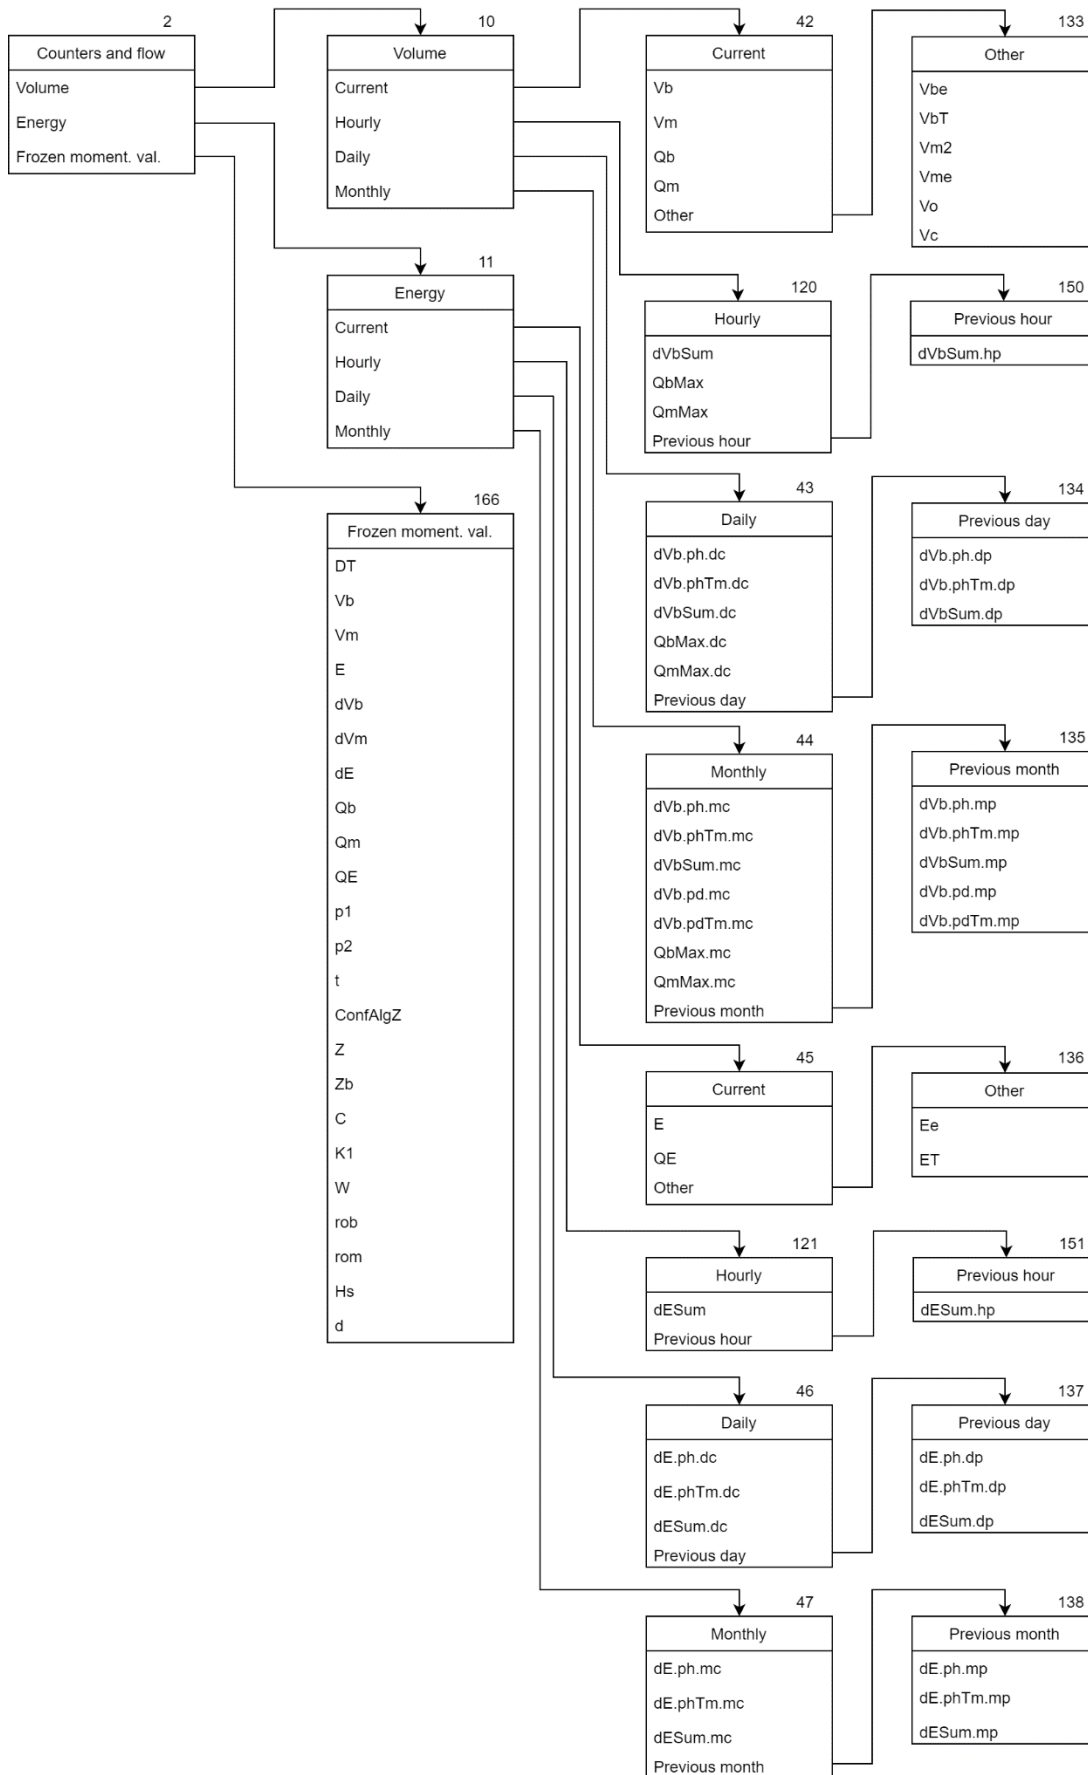 2
Counters and flow
Volume
Energy
Frozen moment. val.
10
Volume
Current
Hourly
Daily
Monthly
11
Energy
Current
Hourly
Daily
Monthly
166
Frozen moment. val.
DT
Vb
Vm
E
dVb
dVm
dE
Qb
Qm
QE
p1
p2
t
ConfAlgZ
Z
Zb
C
K1
W
rob
rom
Hs
d
42
Current
Vb
Vm
Qb
Qm
Other
133
Other
Vbe
VbT
Vm2
Vme
Vo
Vc
120
Hourly
dVbSum
QbMax
QmMax
Previous hour
150
Previous hour
dVbSum.hp
43
Daily
dVb.ph.dc
dVb.phTm.dc
dVbSum.dc
QbMax.dc
QmMax.dc
Previous day
134
Previous day
dVb.ph.dp
dVb.phTm.dp
dVbSum.dp
44
Monthly
dVb.ph.mc
dVb.phTm.mc
dVbSum.mc
dVb.pd.mc
dVb.pdTm.mc
QbMax.mc
QmMax.mc
Previous month
135
Previous month
dVb.ph.mp
dVb.phTm.mp
dVbSum.mp
dVb.pd.mp
dVb.pdTm.mp
45
Current
E
QE
Other
136
Other
Ee
ET
121
Hourly
dESum
Previous hour
151
Previous hour
dESum.hp
46
Daily
dE.ph.dc
dE.phTm.dc
dESum.dc
Previous day
137
Previous day
dE.ph.dp
dE.phTm.dp
dESum.dp
47
Monthly
dE.ph.mc
dE.phTm.mc
dESum.mc
Previous month
138
Previous month
dE.ph.mp
dE.phTm.mp
dESum.mp